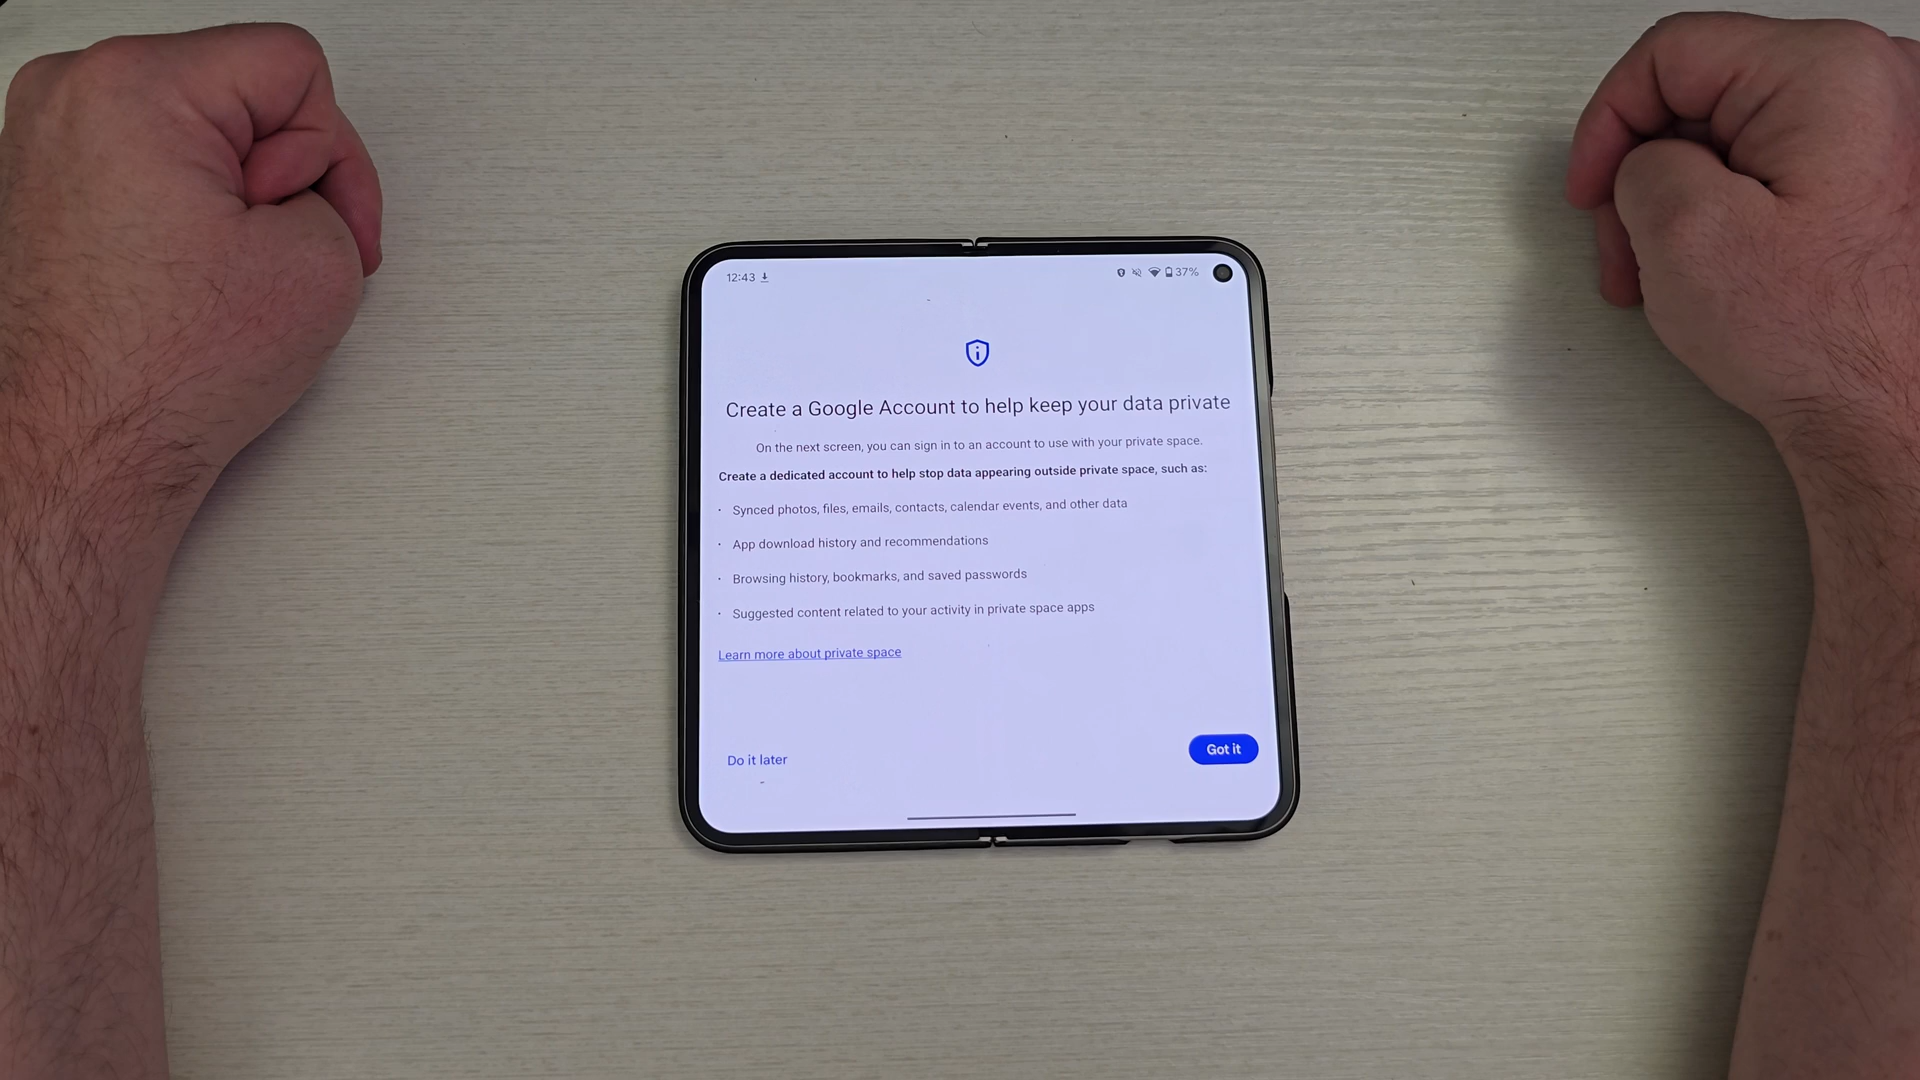 12:43
37%
Create a Google Account to help keep your data private
On the next screen, you can sign in to an account to use with your private space.
Create a dedicated account to help stop data appearing outside private space, such as:
· Synced photos, files, emails, contacts, calendar events, and other data
· App download history and recommendations
· Browsing history, bookmarks, and saved passwords
· Suggested content related to your activity in private space apps
Learn more about private space
Do it later
Got it